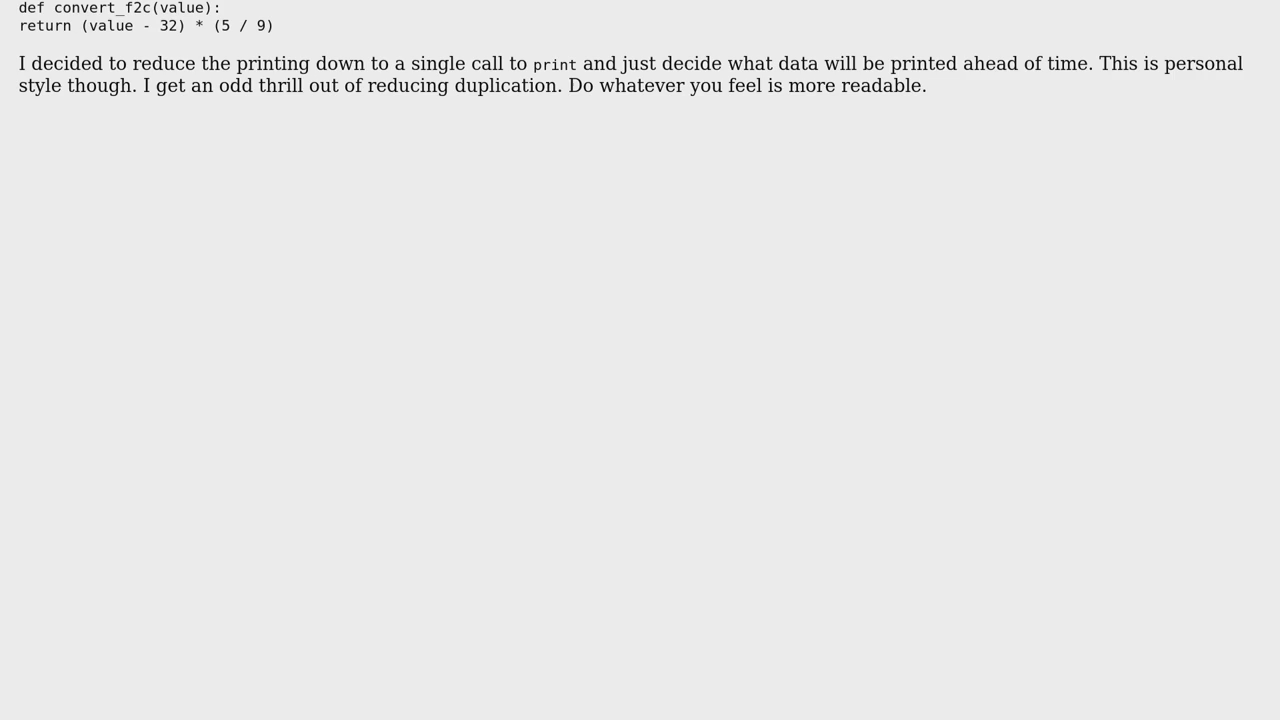 def convert_f2c(value):
return (value - 32) * (5 / 9)
I decided to reduce the printing down to a single call to print and just decide what data will be printed ahead of time. This is personal
style though. I get an odd thrill out of reducing duplication. Do whatever you feel is more readable.